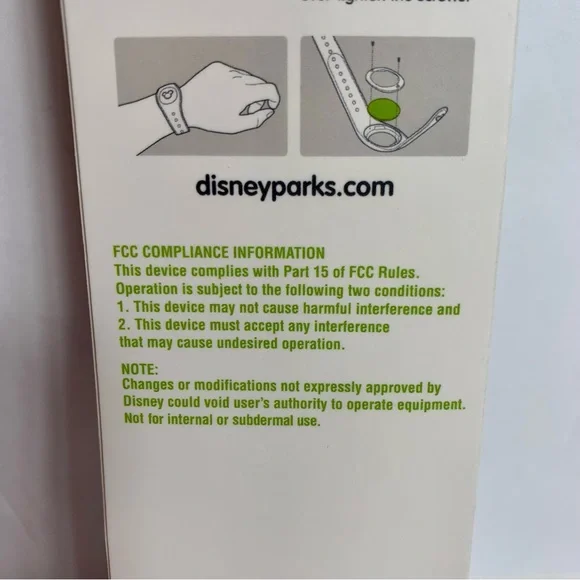 disneyparks.com
FCC COMPLIANCE INFORMATION
This device complies with Part 15 of FCC Rules.
Operation is subject to the following two conditions:
1. This device may not cause harmful interference and
2. This device must accept any interference
that may cause undesired operation.
NOTE:
Changes or modifications not expressly approved by
Disney could void user's authority to operate equipment.
Not for internal or subdermal use.